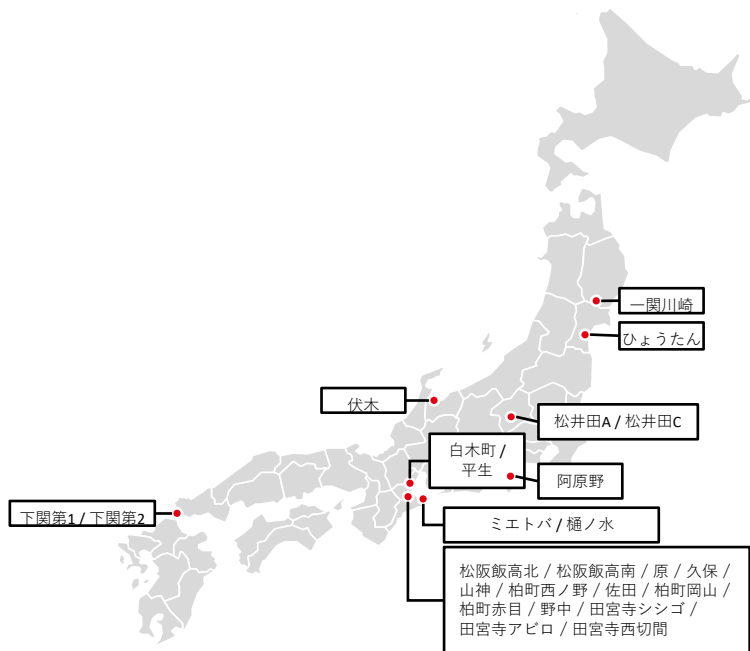 一関川崎
ひょうたん
伏木
松井田A / 松井田C
白木町 /
平生
阿原野
下関第1 / 下関第2
ミエトバ / 樋ノ水
松阪飯高北 / 松阪飯高南 / 原 / 久保 /
山神 / 柏町西ノ野 / 佐田 / 柏町岡山 /
柏町赤目 / 野中 / 田宮寺シシゴ /
田宮寺アビロ / 田宮寺西切間